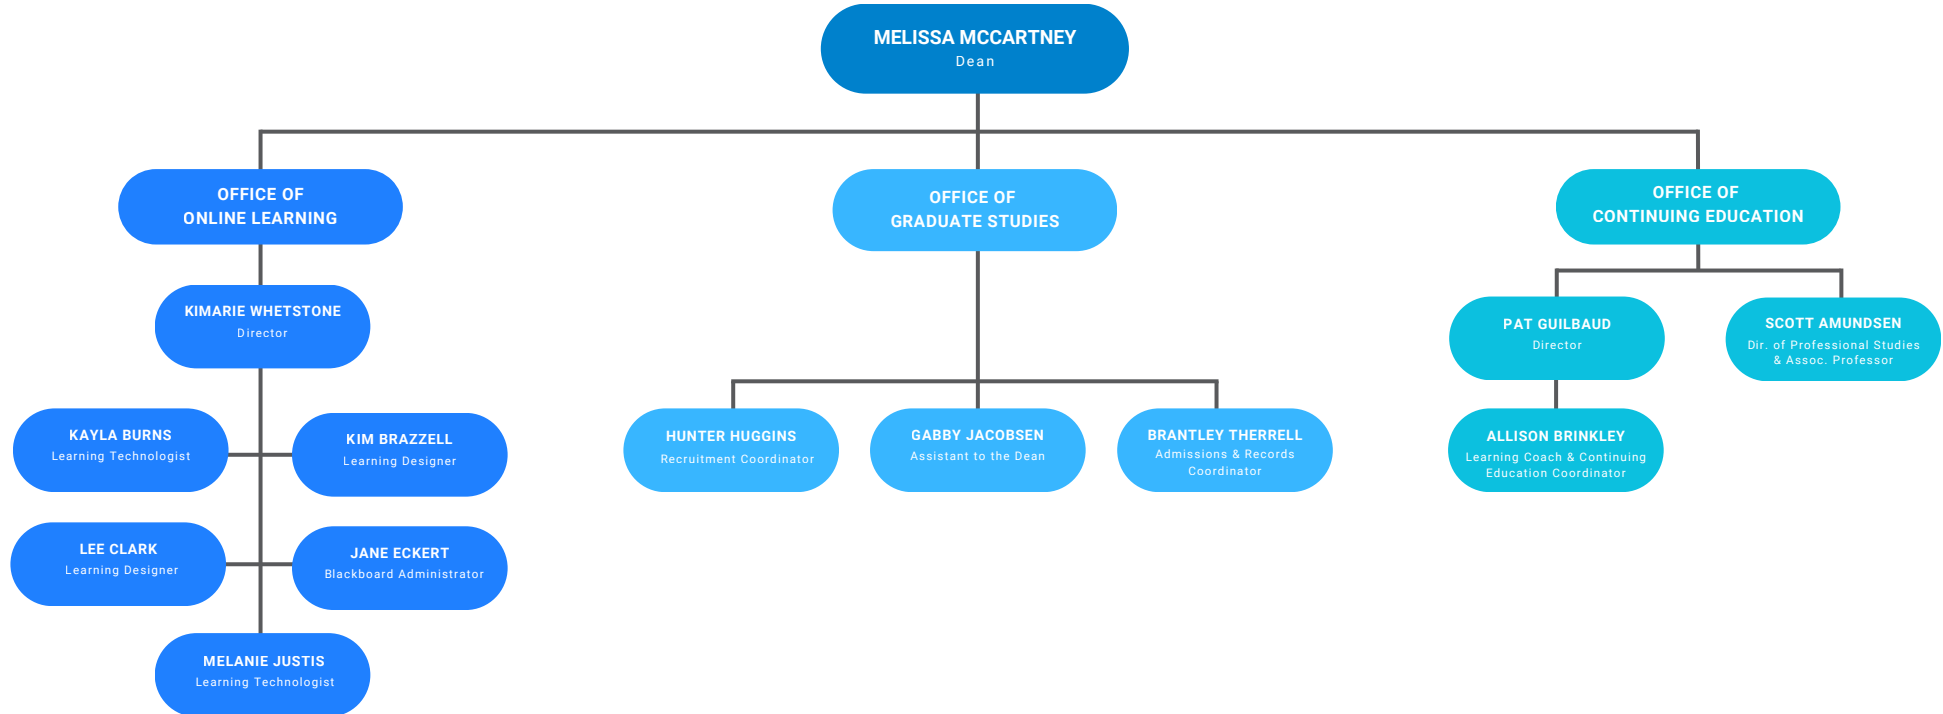 MELISSA MCCARTNEY
Dean
OFFICE OF
ONLINE LEARNING
OFFICE OF
GRADUATE STUDIES
OFFICE OF
CONTINUING EDUCATION
KIMARIE WHETSTONE
Director
PAT GUILBAUD
Director
SCOTT AMUNDSEN
Dir. of Professional Studies
& Assoc. Professor
KAYLA BURNS
Learning Technologist
KIM BRAZZELL
Learning Designer
HUNTER HUGGINS
Recruitment Coordinator
GABBY JACOBSEN
Assistant to the Dean
BRANTLEY THERRELL
Admissions & Records
Coordinator
ALLISON BRINKLEY
Learning Coach & Continuing
Education Coordinator
LEE CLARK
Learning Designer
JANE ECKERT
Blackboard Administrator
MELANIE JUSTIS
Learning Technologist